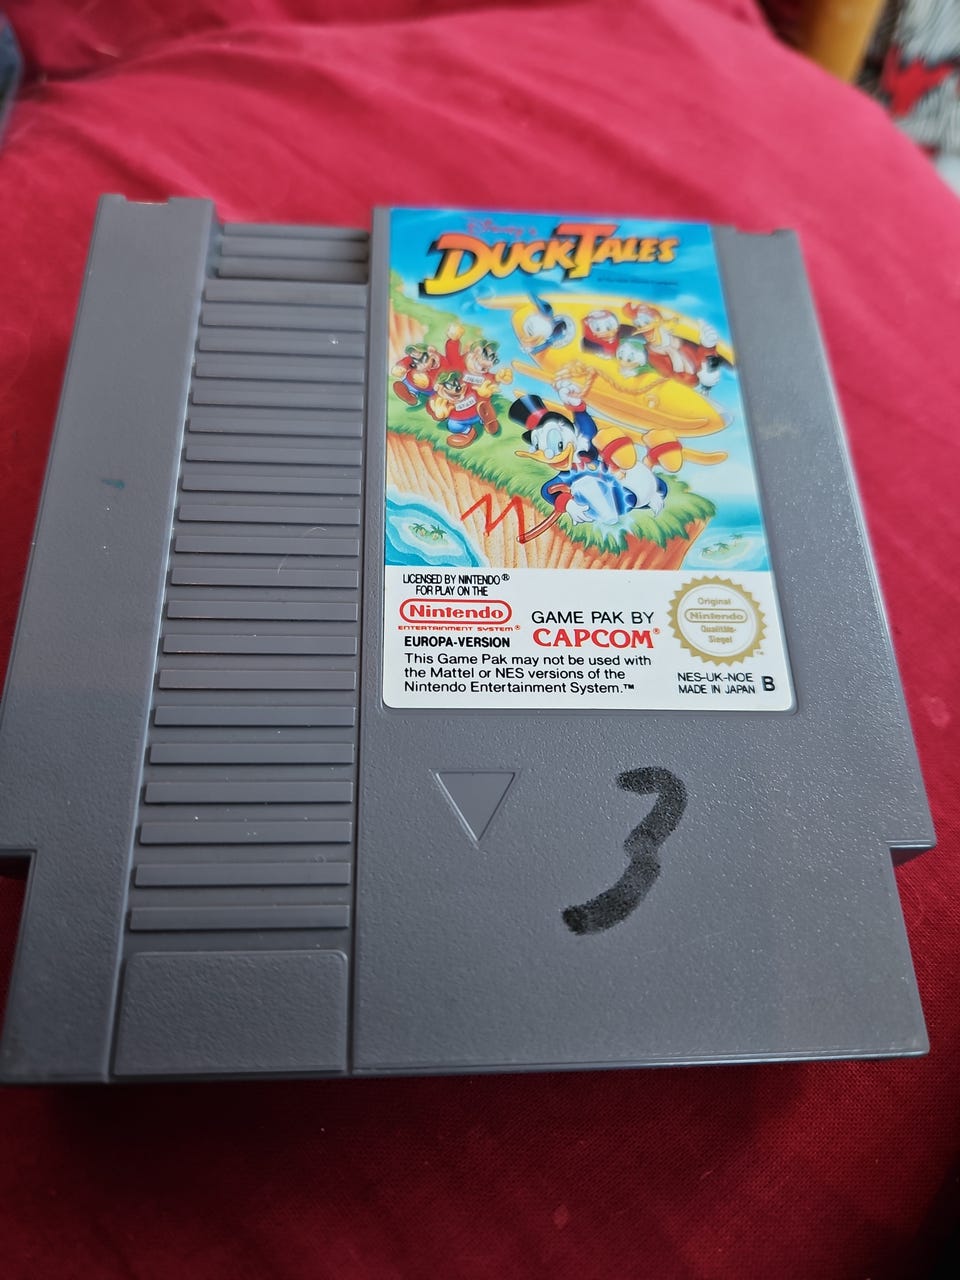 Disney's
DUCKTALES
LICENSED BY NINTENDO®
FOR PLAY ON THE
Nintendo
ENTERTAINMENT SYSTEM®
EUROPA-VERSION
GAME PAK BY
CAPCOM®
This Game Pak may not be used with
the Mattel or NES versions of the
Nintendo Entertainment System.™
Original
Nintendo
Qualitäts-
Siegel
™
NES-UK-NOE
MADE IN JAPAN B
3